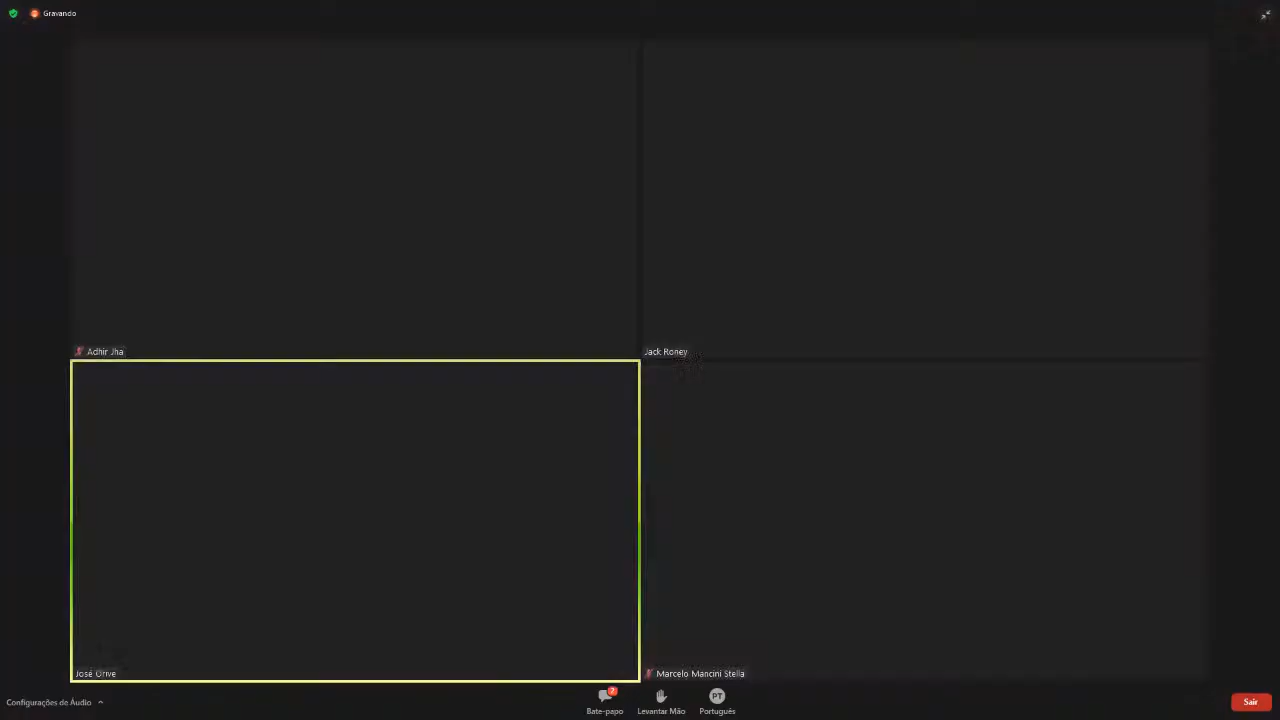 Gravando
Adhir Jha
Jack Roney
José Orive
Marcelo Mancini Stella
Configurações de Áudio
2
Bate-papo
Levantar Mão
PT
Português
Sair